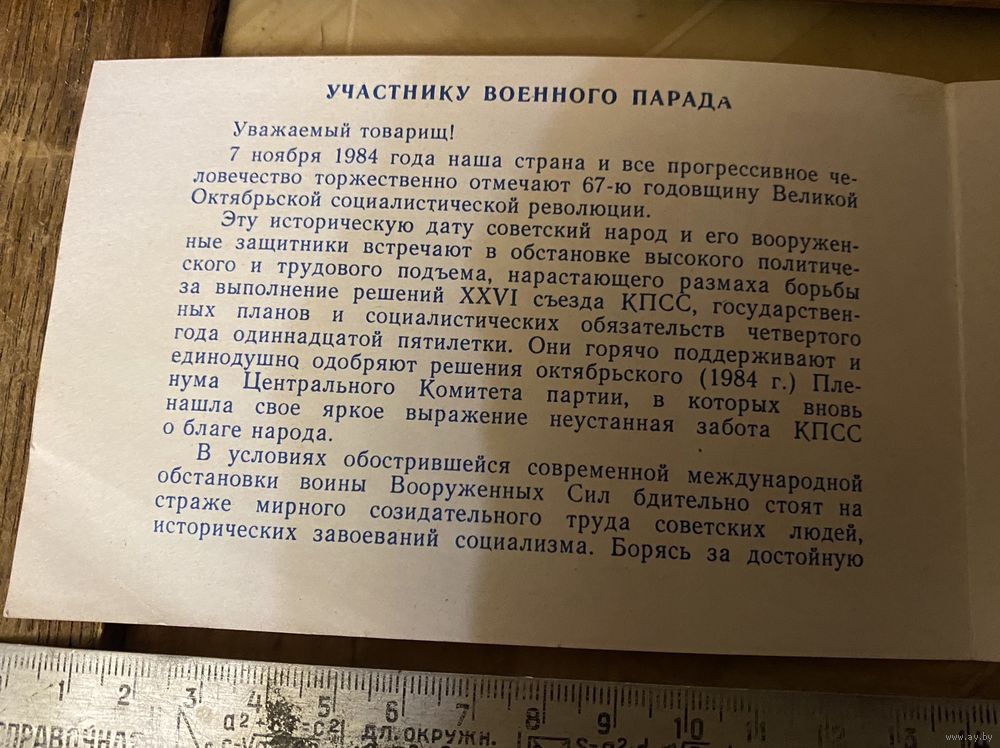 УЧАСТНИКУ ВОЕННОГО ПАРАДА
Уважаемый товарищ!
7 ноября 1984 года наша страна и все прогрессивное че-
ловечество торжественно отмечают 67-ю годовщину Великой
Октябрьской социалистической революции.
Эту историческую дату советский народ и его вооружен-
ные защитники встречают в обстановке высокого политиче-
ского и трудового подъема, нарастающего размаха борьбы
за выполнение решений XXVI съезда КПСС, государствен-
ных планов и социалистических обязательств четвертого
года одиннадцатой пятилетки. Они горячо поддерживают и
единодушно одобряют решения октябрьского (1984 г.) Пле-
нума Центрального Комитета партии, в которых вновь
нашла свое яркое выражение неустанная забота КПСС
о благе народа.
В условиях обострившейся современной международной
обстановки воины Вооруженных Сил бдительно стоят на
страже мирного созидательного труда советских людей,
исторических завоеваний социализма. Борясь за достойную
1 2 3 4 5 6 7 8 9 10 11
ДЛ. ОКРУЖН.
www.ay.by